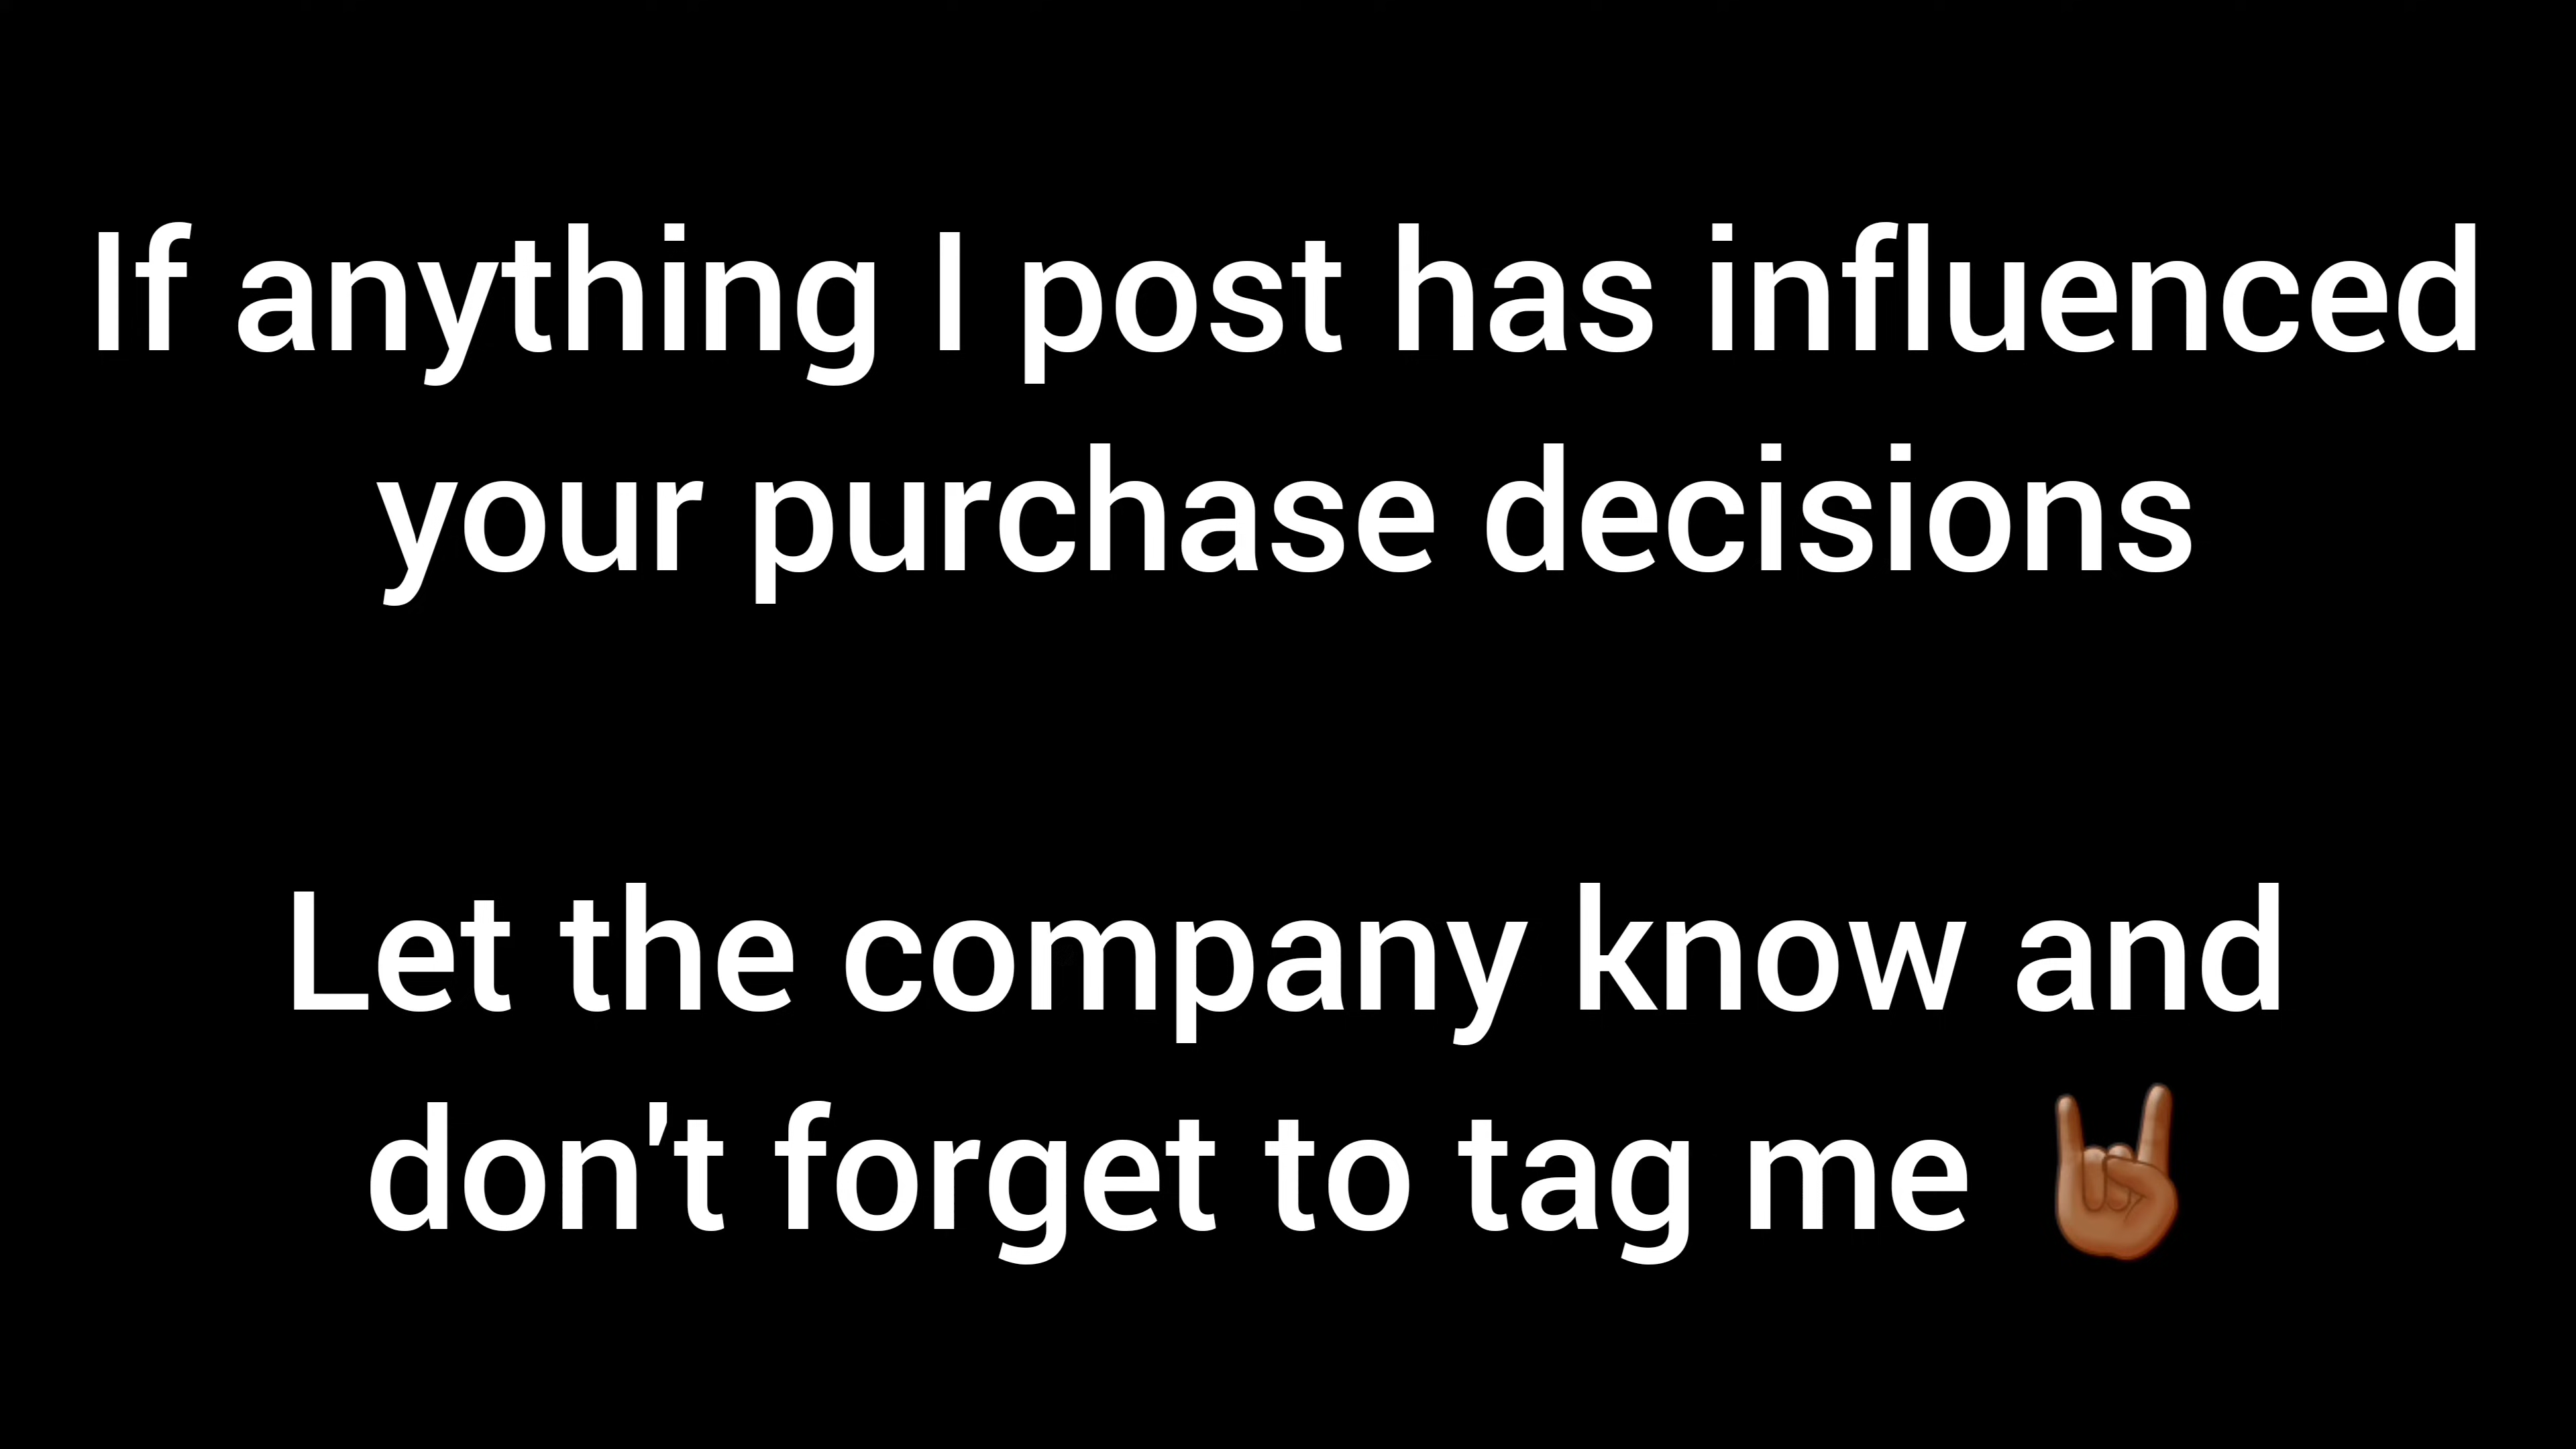 If anything I post has influenced
your purchase decisions
Let the company know and
don't forget to tag me 🤘🏾